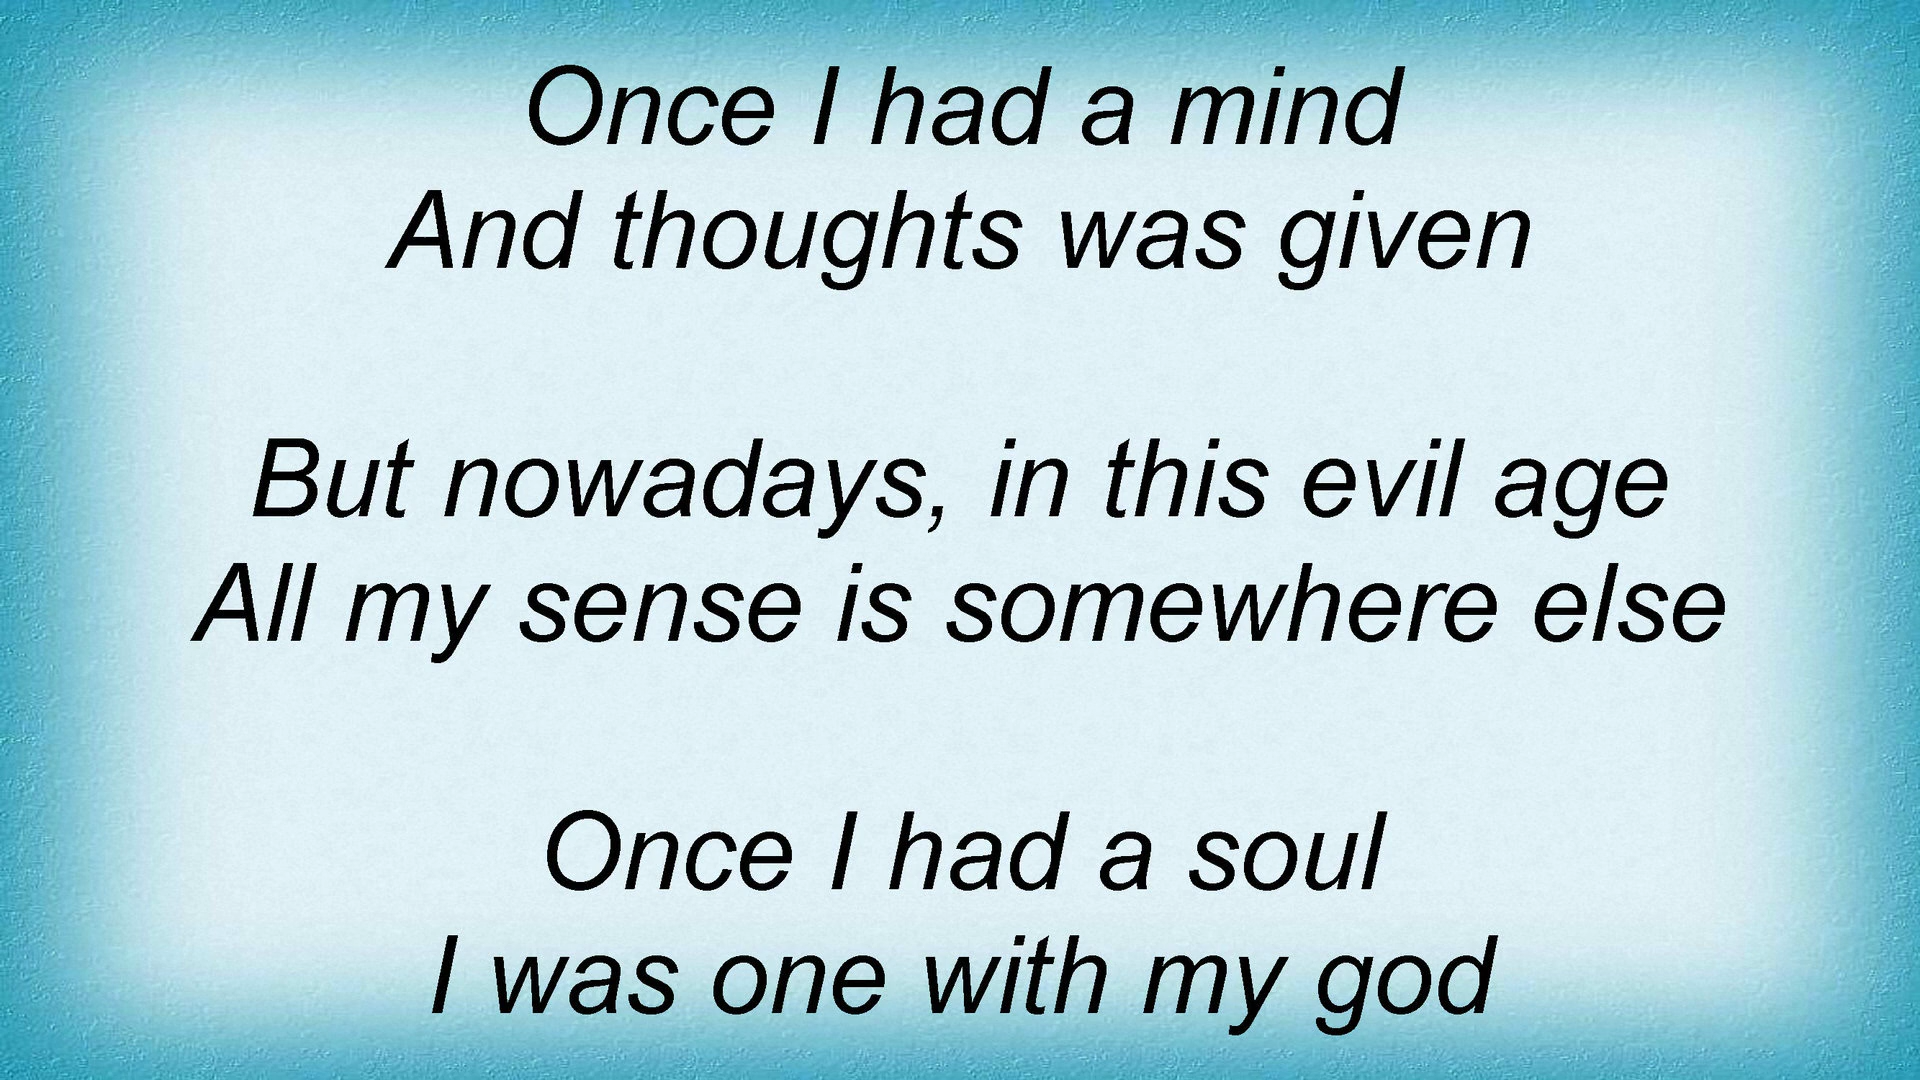 Once I had a mind
And thoughts was given
But nowadays, in this evil age
All my sense is somewhere else
Once I had a soul
I was one with my god